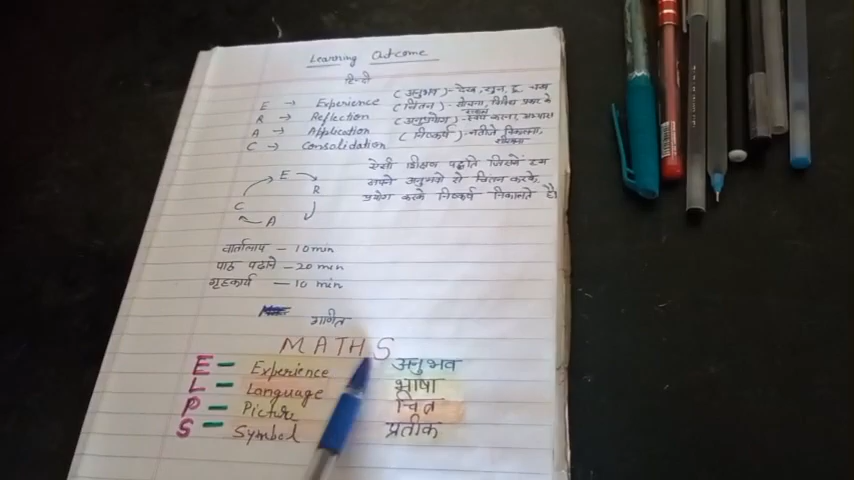 Learning Outcome
हिन्दी
E → Experience (अनुभव) - देख, सुन, छू, चख
R → Reflection (चिंतन) - सोचना, विभिन्न प्रकार के
A → Application (अनुप्रयोग) - स्वयं करना, अभ्यास
C → Consolidation (निष्कर्ष) - नतीजे निकालना,
ऐसी शिक्षण पद्धति जिसमें हम
अपने अनुभवों से चिंतन करके,
प्रयोग करके निष्कर्ष निकालते है।
E
R
C
A
वार्तालाप - 10 min
पाठ पढ़ाने - 20 min
गृहकार्य - 10 min
गणित
MATHS
E - Experience अनुभव
L - Language भाषा
P - Picture चित्र
S - Symbol प्रतीक